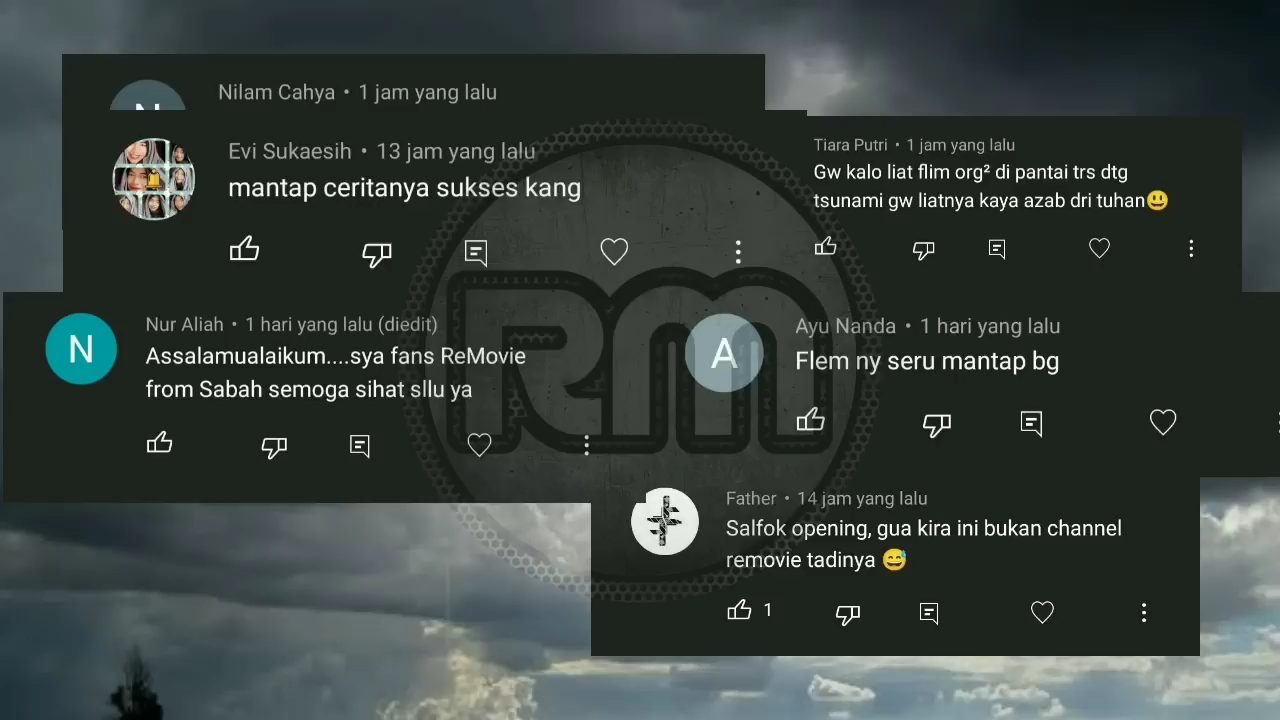 Nilam Cahya • 1 jam yang lalu
Evi Sukaesih • 13 jam yang lalu
mantap ceritanya sukses kang
Tiara Putri • 1 jam yang lalu
Gw kalo liat flim org² di pantai trs dtg
tsunami gw liatnya kaya azab dri tuhan😃
N
Nur Aliah • 1 hari yang lalu (diedit)
Assalamualaikum....sya fans ReMovie
from Sabah semoga sihat sllu ya
A
Ayu Nanda • 1 hari yang lalu
Flem ny seru mantap bg
RM
Father • 14 jam yang lalu
Salfok opening, gua kira ini bukan channel
removie tadinya 😅
1